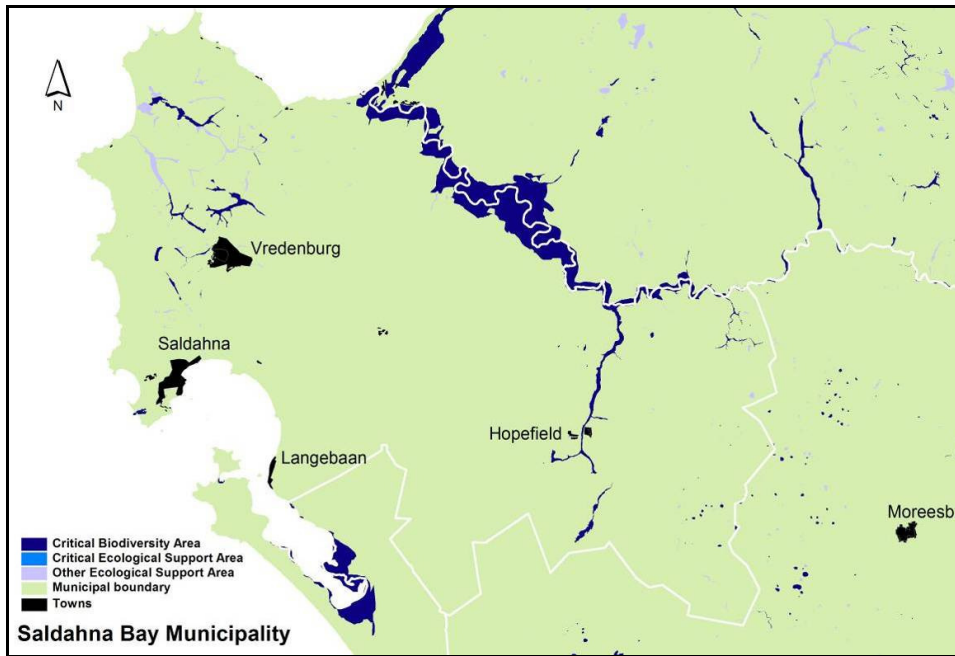 N
Vredenburg
Saldahna
Hopefield
Langebaan
Moreesb
Critical Biodiversity Area
Critical Ecological Support Area
Other Ecological Support Area
Municipal boundary
Towns
Saldahna Bay Municipality